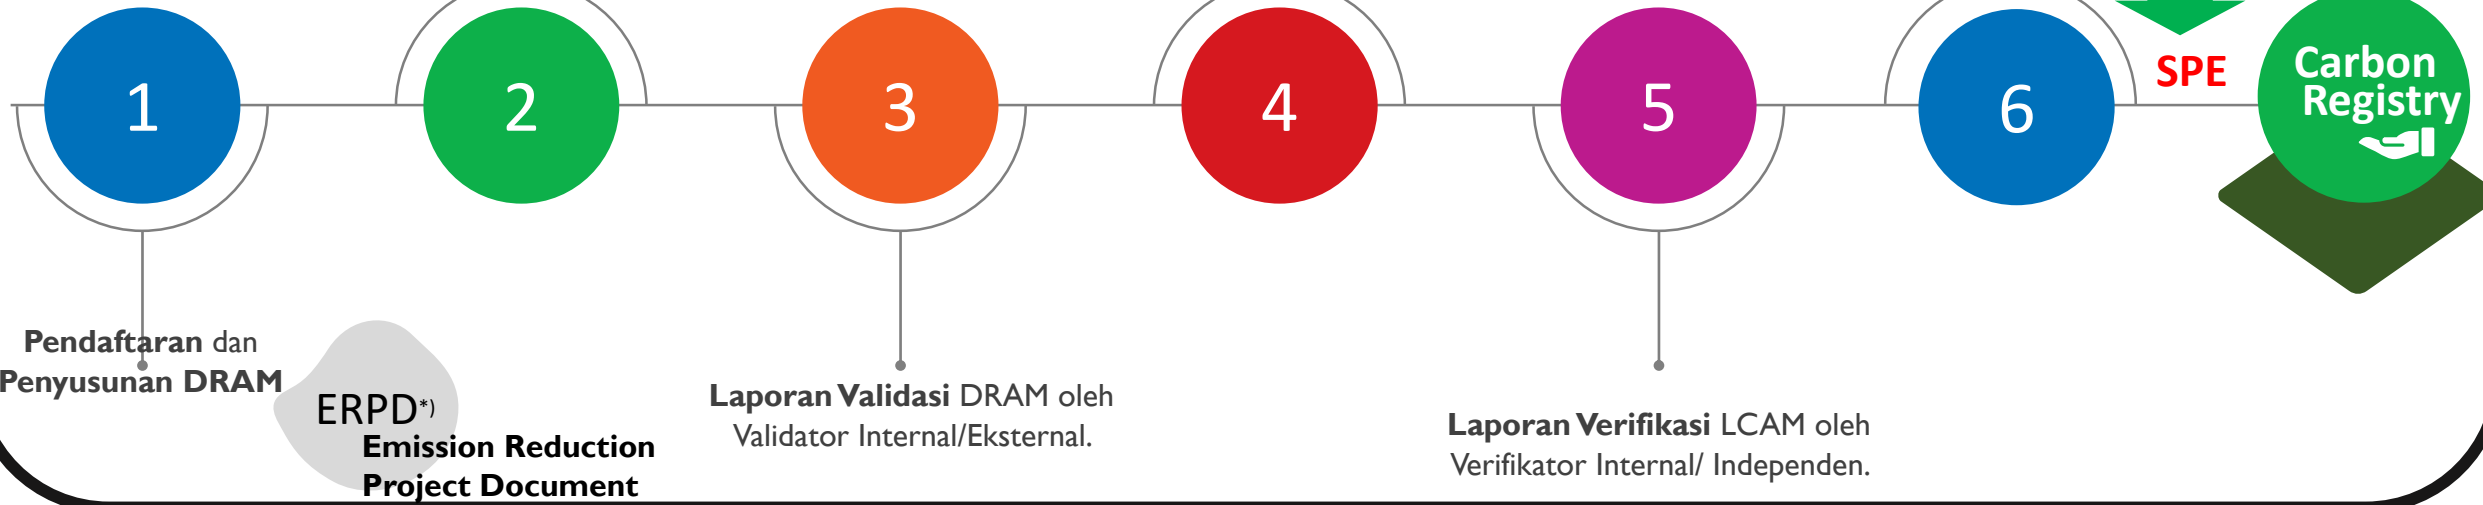 1
2
3
4
5
6
SPE
Carbon
Registry
Pendaftaran dan
Penyusunan DRAM
ERPD*)
Emission Reduction
Project Document
Laporan Validasi DRAM oleh
Validator Internal/Eksternal.
Laporan Verifikasi LCAM oleh
Verifikator Internal/ Independen.